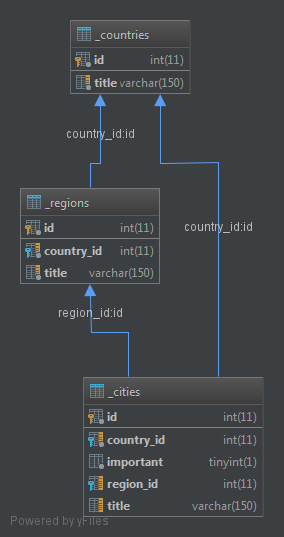 _countries
id int(11)
title varchar(150)
country_id:id
_regions
id int(11)
country_id int(11)
title varchar(150)
country_id:id
region_id:id
_cities
id int(11)
country_id int(11)
important tinyint(1)
region_id int(11)
title varchar(150)
Powered by yFiles